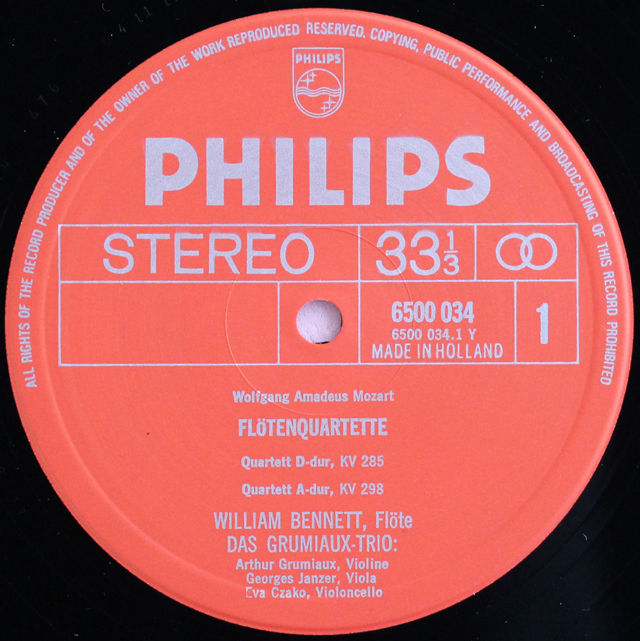 ALL RIGHTS OF THE RECORD PRODUCER AND OF THE OWNER OF THE WORK REPRODUCED RESERVED. COPYING, PUBLIC PERFORMANCE AND BROADCASTING OF THIS RECORD PROHIBITED
PHILIPS
PHILIPS
STEREO 33 1/3
6500 034
6500 034.1 Y
MADE IN HOLLAND
1
Wolfgang Amadeus Mozart
FLöTENQUARTETTE
Quartett D-dur, KV 285
Quartett A-dur, KV 298
WILLIAM BENNETT, Flöte
DAS GRUMIAUX-TRIO:
Arthur Grumiaux, Violine
Georges Janzer, Viola
Eva Czako, Violoncello